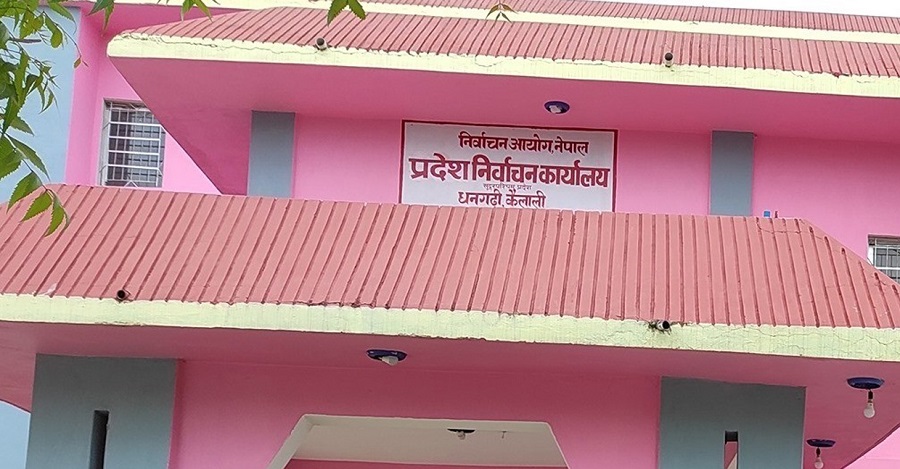 निर्वाचन आयोग, नेपाल
प्रदेश निर्वाचन कार्यालय
सुदूरपश्चिम प्रदेश
धनगढी, कैलाली